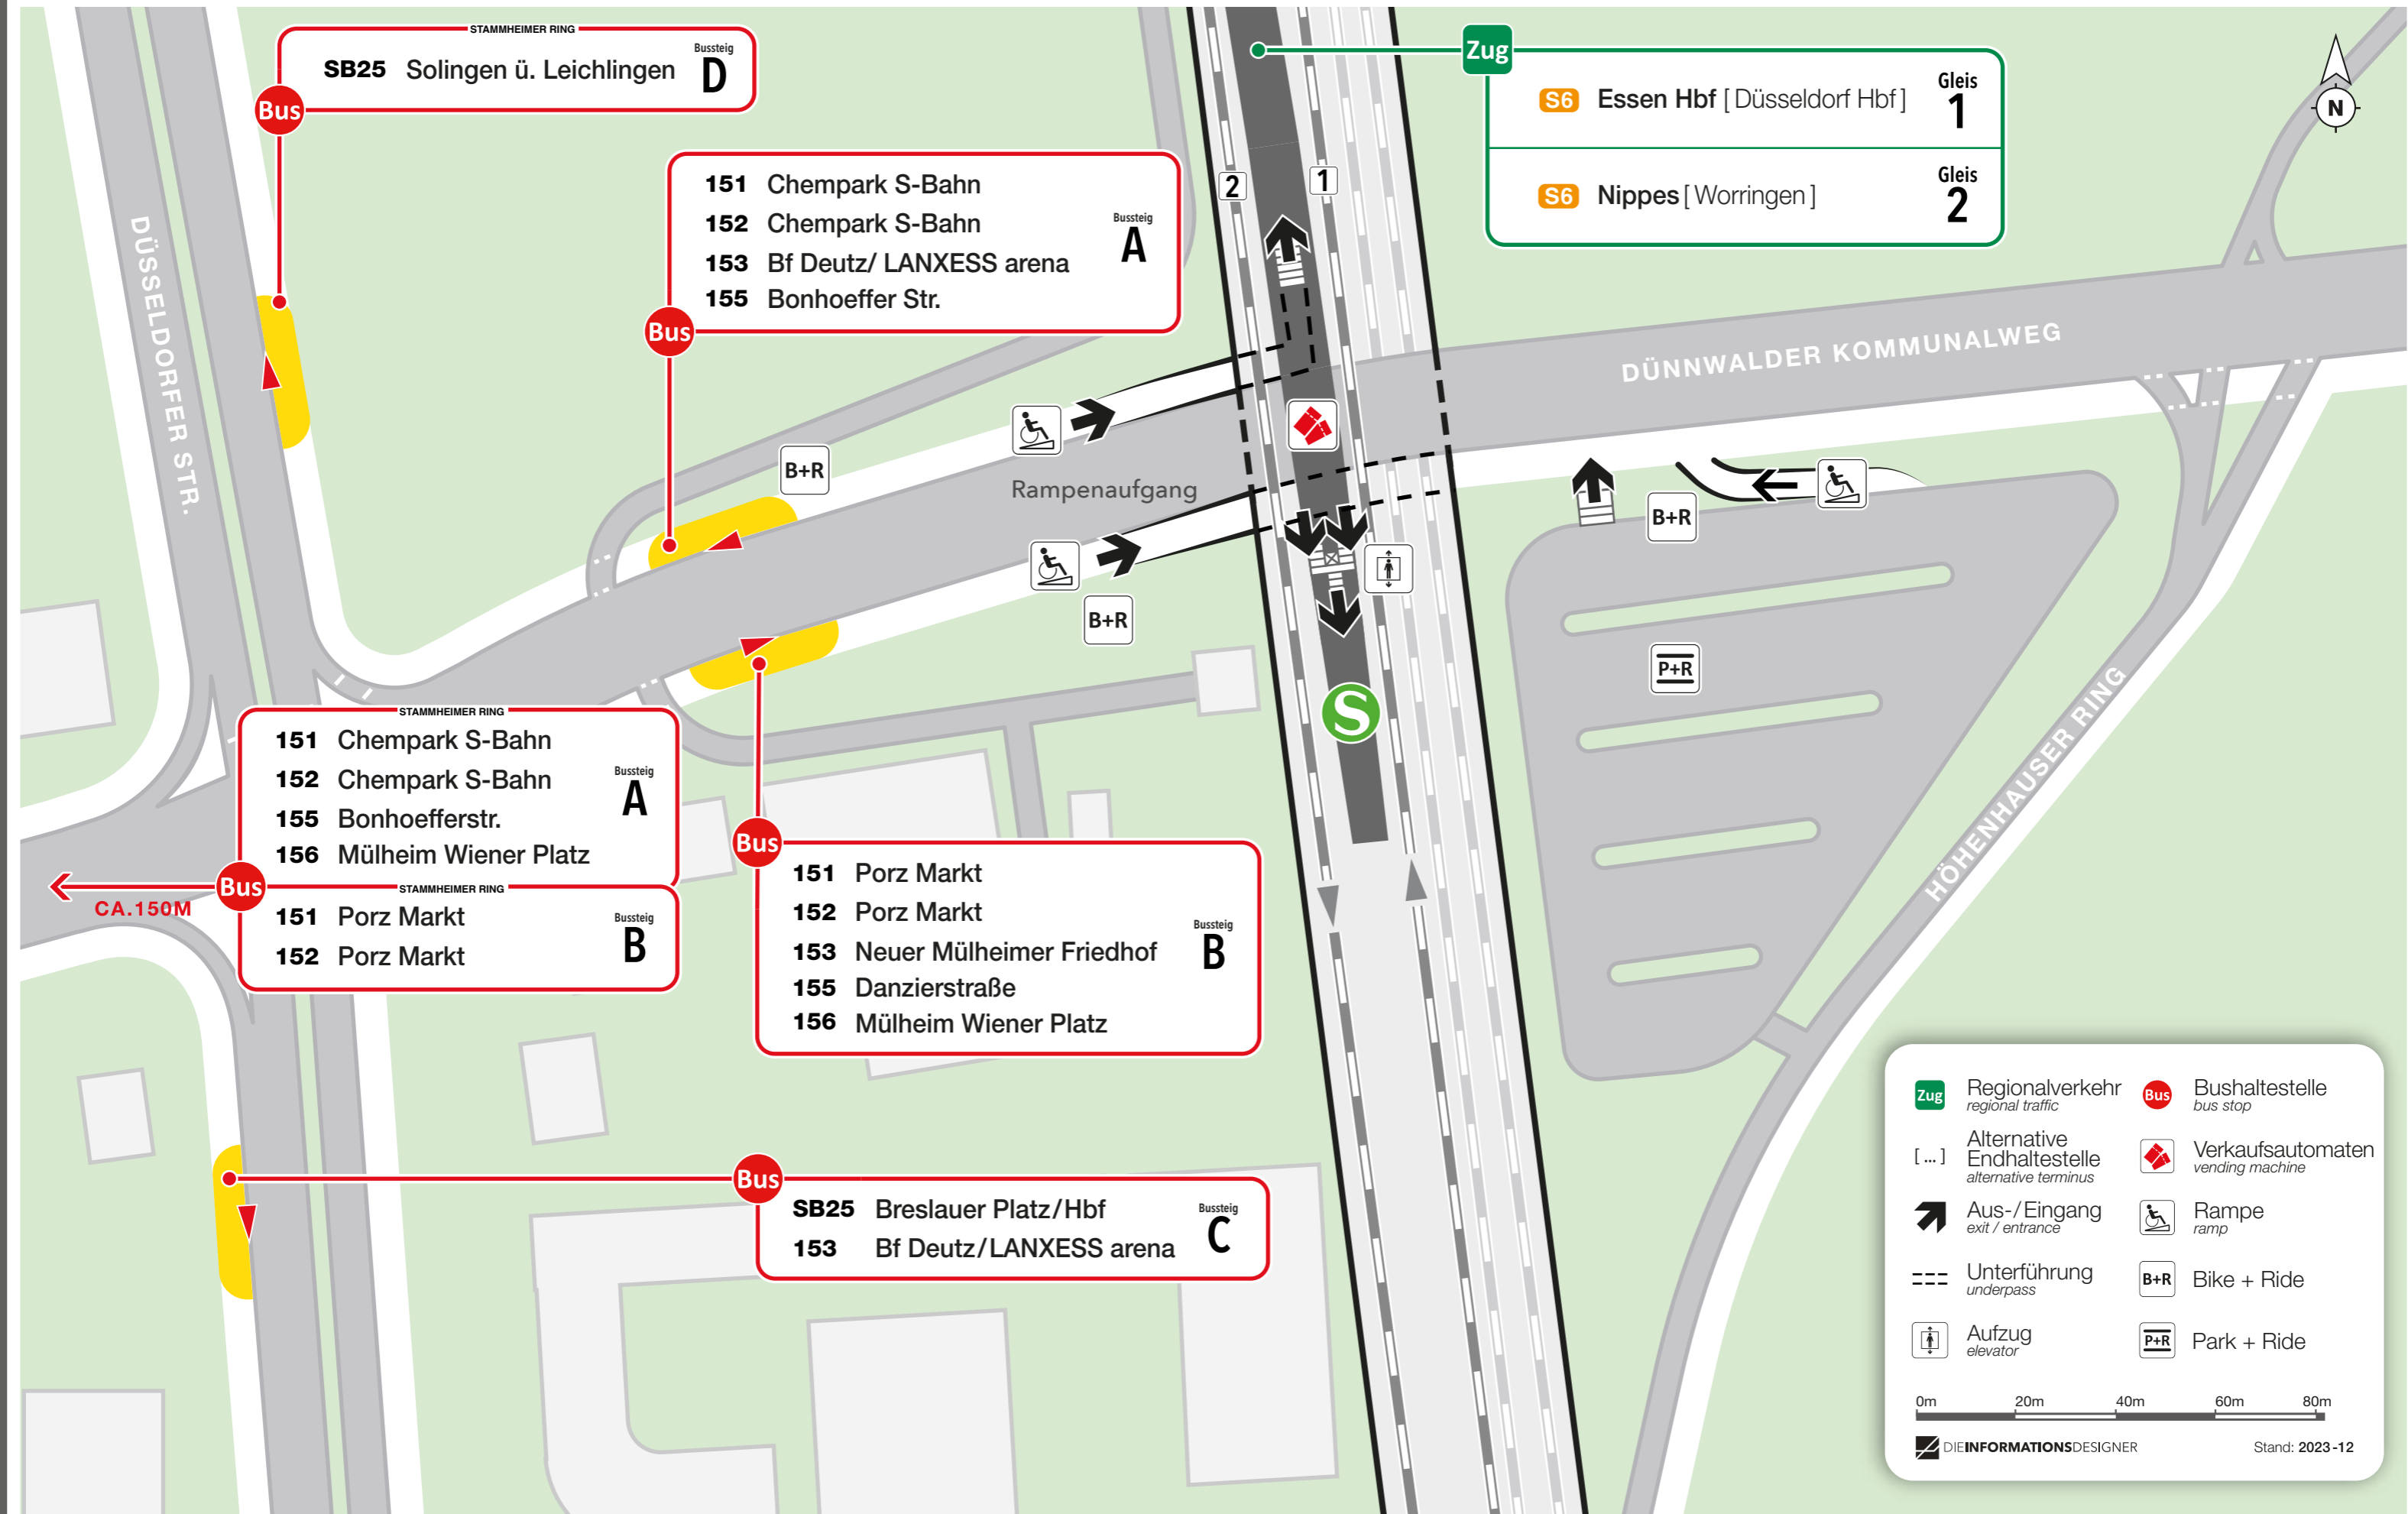 STAMMHEIMER RING
SB25 Solingen ü. Leichlingen
Bussteig
D
Bus
Zug
S6 Essen Hbf [Düsseldorf Hbf]
Gleis
1
S6 Nippes [Worringen]
Gleis
2
N
151 Chempark S-Bahn
152 Chempark S-Bahn
153 Bf Deutz/ LANXESS arena
155 Bonhoeffer Str.
Bussteig
A
Bus
2
1
DÜSSELDORFER STR.
DÜNNWALDER KOMMUNALWEG
B+R
Rampenaufgang
B+R
B+R
P+R
S
HÖHENHAUSER RING
STAMMHEIMER RING
151 Chempark S-Bahn
152 Chempark S-Bahn
155 Bonhoefferstr.
156 Mülheim Wiener Platz
Bussteig
A
Bus
CA.150M
STAMMHEIMER RING
151 Porz Markt
152 Porz Markt
Bussteig
B
Bus
151 Porz Markt
152 Porz Markt
153 Neuer Mülheimer Friedhof
155 Danzierstraße
156 Mülheim Wiener Platz
Bussteig
B
Bus
SB25 Breslauer Platz/Hbf
153 Bf Deutz/LANXESS arena
Bussteig
C
Zug Regionalverkehr
regional traffic
Bus Bushaltestelle
bus stop
[...] Alternative
Endhaltestelle
alternative terminus
Verkaufsautomaten
vending machine
Aus-/Eingang
exit / entrance
Rampe
ramp
Unterführung
underpass
B+R Bike + Ride
Aufzug
elevator
P+R Park + Ride
0m 20m 40m 60m 80m
DIEINFORMATIONSDESIGNER
Stand: 2023-12